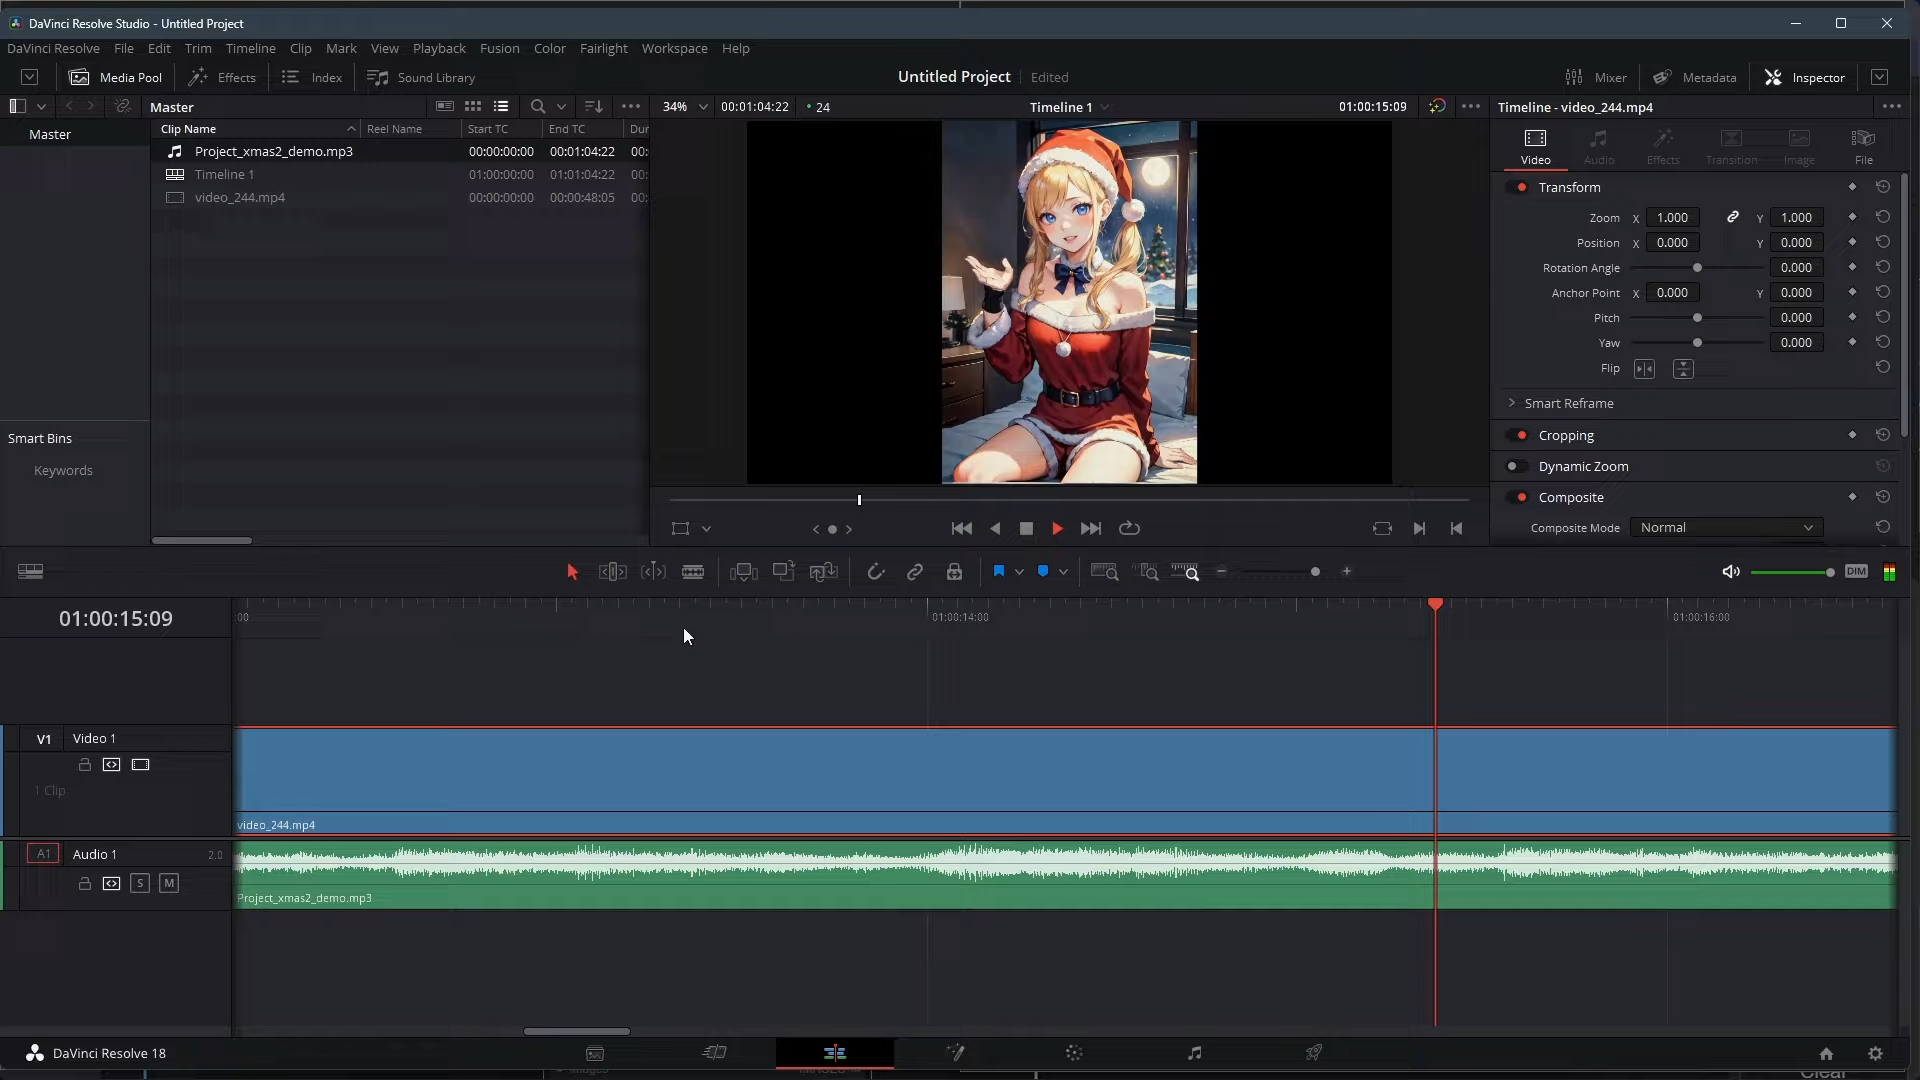 DaVinci Resolve Studio - Untitled Project
DaVinci Resolve File Edit Trim Timeline Clip Mark View Playback Fusion Color Fairlight Workspace Help
Media Pool Effects Index Sound Library Untitled Project Edited Mixer Metadata Inspector
Master 34% 00:01:04:22 24 Timeline 1 01:00:15:09 Timeline - video_244.mp4
Master
Clip Name Reel Name Start TC End TC Dur
Project_xmas2_demo.mp3 00:00:00:00 00:01:04:22 00:
Timeline 1 01:00:00:00 01:01:04:22 00:
video_244.mp4 00:00:00:00 00:00:48:05 00:
Smart Bins
Keywords
Video Audio Effects Transition Image File
Transform
Zoom X 1.000 Y 1.000
Position X 0.000 Y 0.000
Rotation Angle 0.000
Anchor Point X 0.000 Y 0.000
Pitch 0.000
Yaw 0.000
Flip
Smart Reframe
Cropping
Dynamic Zoom
Composite
Composite Mode Normal
DIM
01:00:15:09 :00 01:00:14:00 01:00:16:00
V1 Video 1
1 Clip
video_244.mp4
A1 Audio 1 2.0
S M
Project_xmas2_demo.mp3
DaVinci Resolve 18